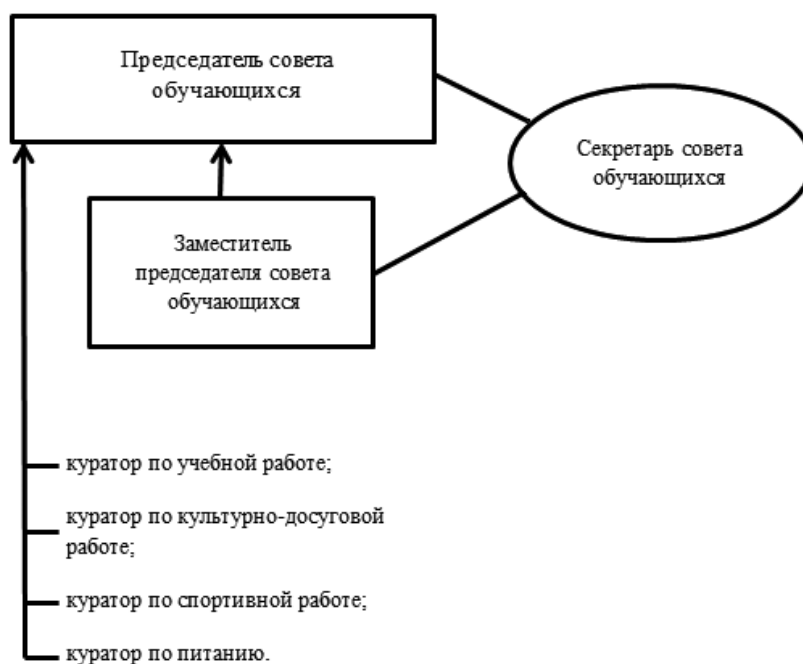 Председатель совета
обучающихся
Секретарь совета
обучающихся
Заместитель
председателя совета
обучающихся
куратор по учебной работе;
куратор по культурно-досуговой
работе;
куратор по спортивной работе;
куратор по питанию.